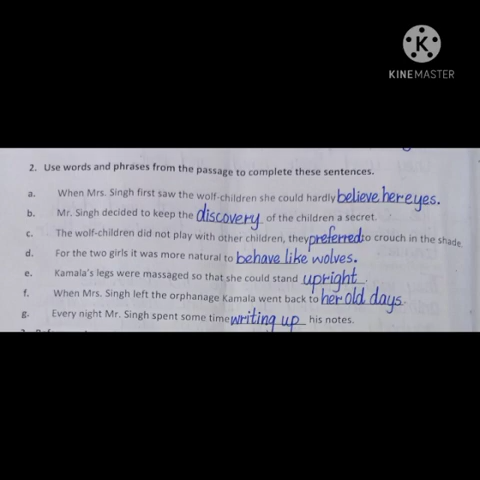 K
KINEMASTER
2. Use words and phrases from the passage to complete these sentences.
a. When Mrs. Singh first saw the wolf-children she could hardly believe her eyes.
b. Mr. Singh decided to keep the discovery of the children a secret.
c. The wolf-children did not play with other children, they preferred to crouch in the shade.
d. For the two girls it was more natural to behave like wolves.
e. Kamala's legs were massaged so that she could stand upright.
f. When Mrs. Singh left the orphanage Kamala went back to her old days.
g. Every night Mr. Singh spent some time writing up his notes.